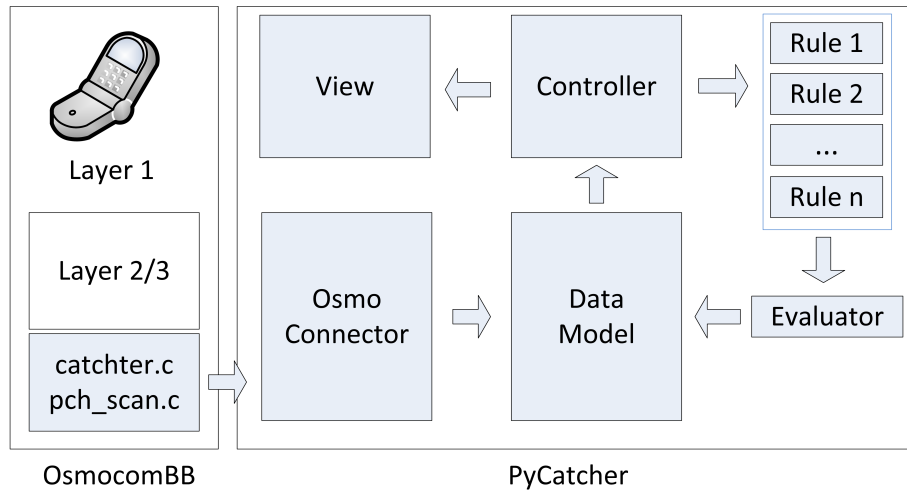 Layer 1
Layer 2/3
catchter.c
pch_scan.c
OsmocomBB
View
Controller
Rule 1
Rule 2
...
Rule n
Osmo
Connector
Data
Model
Evaluator
PyCatcher